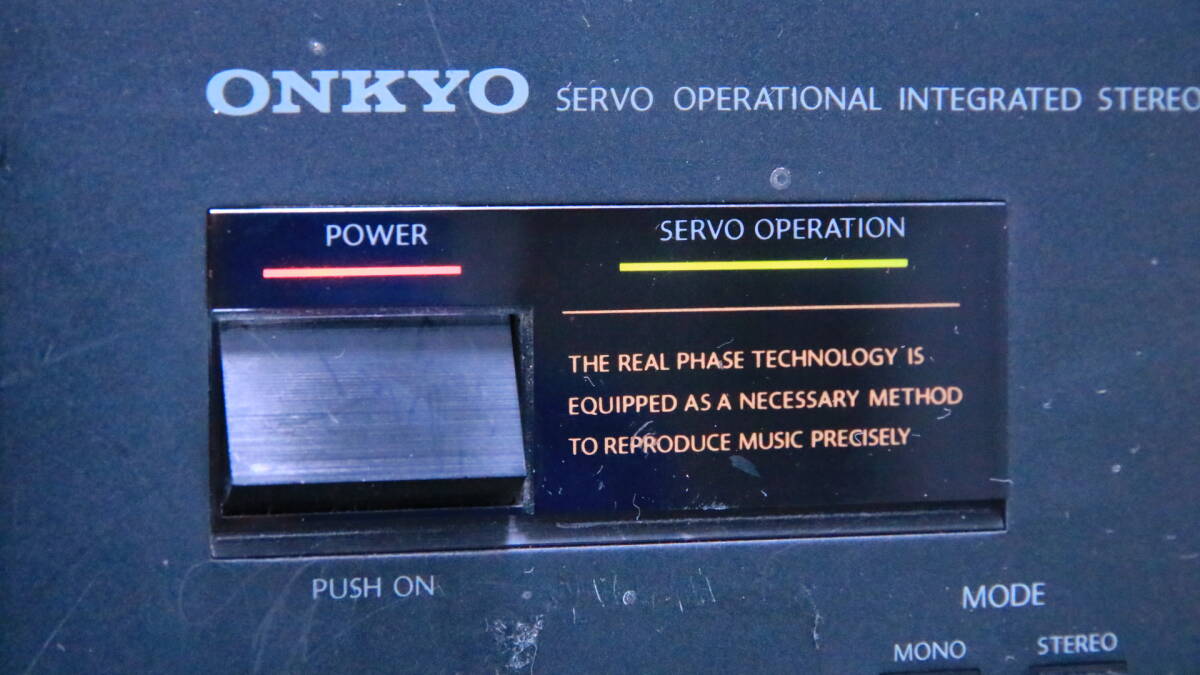 ONKYO SERVO OPERATIONAL INTEGRATED STEREO
POWER
SERVO OPERATION
THE REAL PHASE TECHNOLOGY IS
EQUIPPED AS A NECESSARY METHOD
TO REPRODUCE MUSIC PRECISELY
PUSH ON
MODE
MONO STEREO